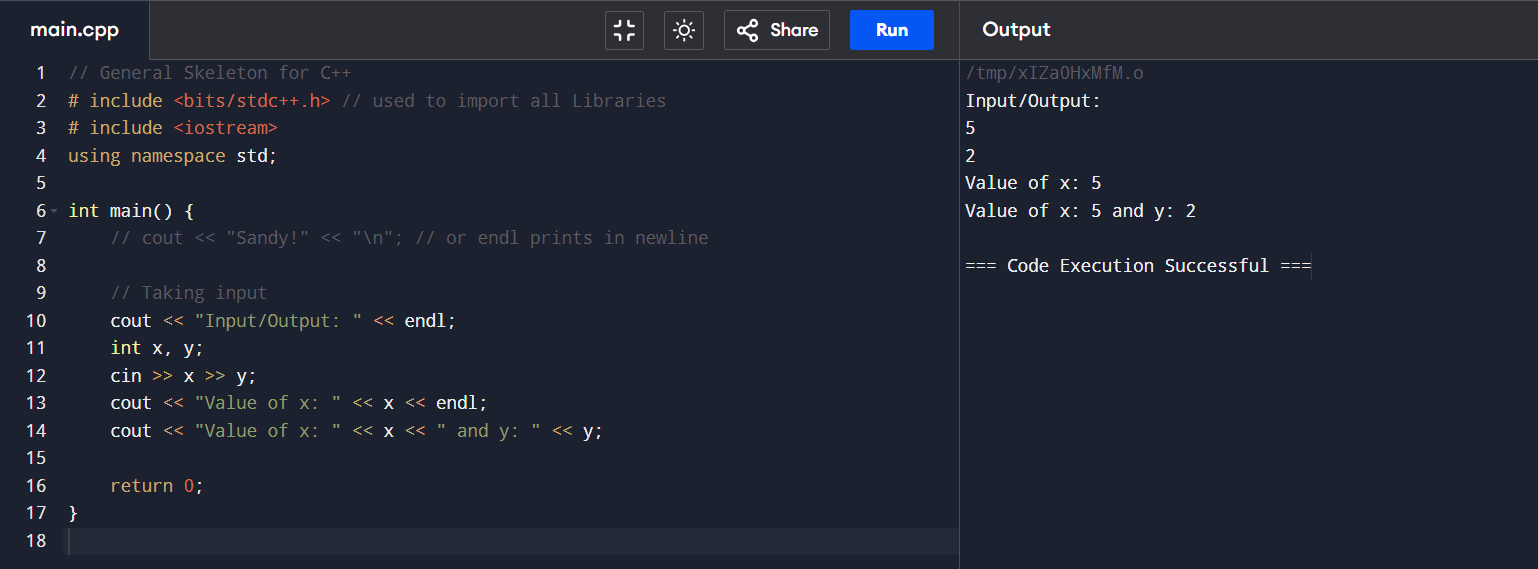 main.cpp
Share
Run
Output
1 // General Skeleton for C++
2 # include <bits/stdc++.h> // used to import all Libraries
3 # include <iostream>
4 using namespace std;
5
6 int main() {
7     // cout << "Sandy!" << "\n"; // or endl prints in newline
8
9     // Taking input
10     cout << "Input/Output: " << endl;
11     int x, y;
12     cin >> x >> y;
13     cout << "Value of x: " << x << endl;
14     cout << "Value of x: " << x << " and y: " << y;
15
16     return 0;
17 }
18
/tmp/xIZa0HxMfM.o
Input/Output:
5
2
Value of x: 5
Value of x: 5 and y: 2
=== Code Execution Successful ===